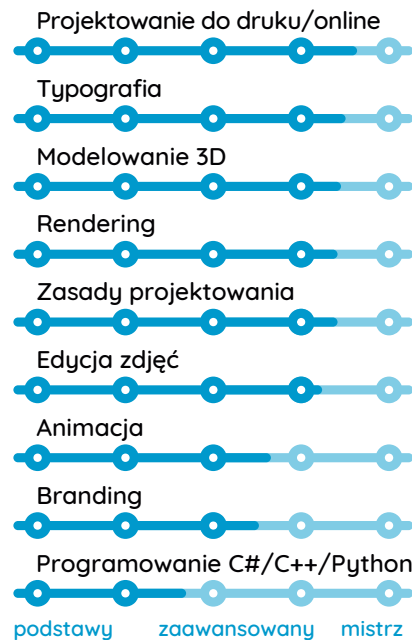 Projektowanie do druku/online
Typografia
Modelowanie 3D
Rendering
Zasady projektowania
Edycja zdjęć
Animacja
Branding
Programowanie C#/C++/Python
podstawy zaawansowany mistrz